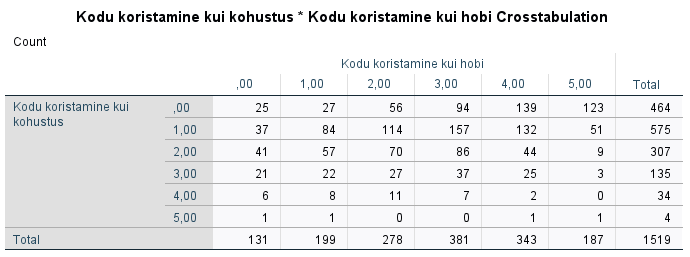 Kodu koristamine kui kohustus * Kodu koristamine kui hobi Crosstabulation
Count
Kodu koristamine kui hobi
,00 1,00 2,00 3,00 4,00 5,00 Total
Kodu koristamine kui kohustus ,00 25 27 56 94 139 123 464
1,00 37 84 114 157 132 51 575
2,00 41 57 70 86 44 9 307
3,00 21 22 27 37 25 3 135
4,00 6 8 11 7 2 0 34
5,00 1 1 0 0 1 1 4
Total 131 199 278 381 343 187 1519